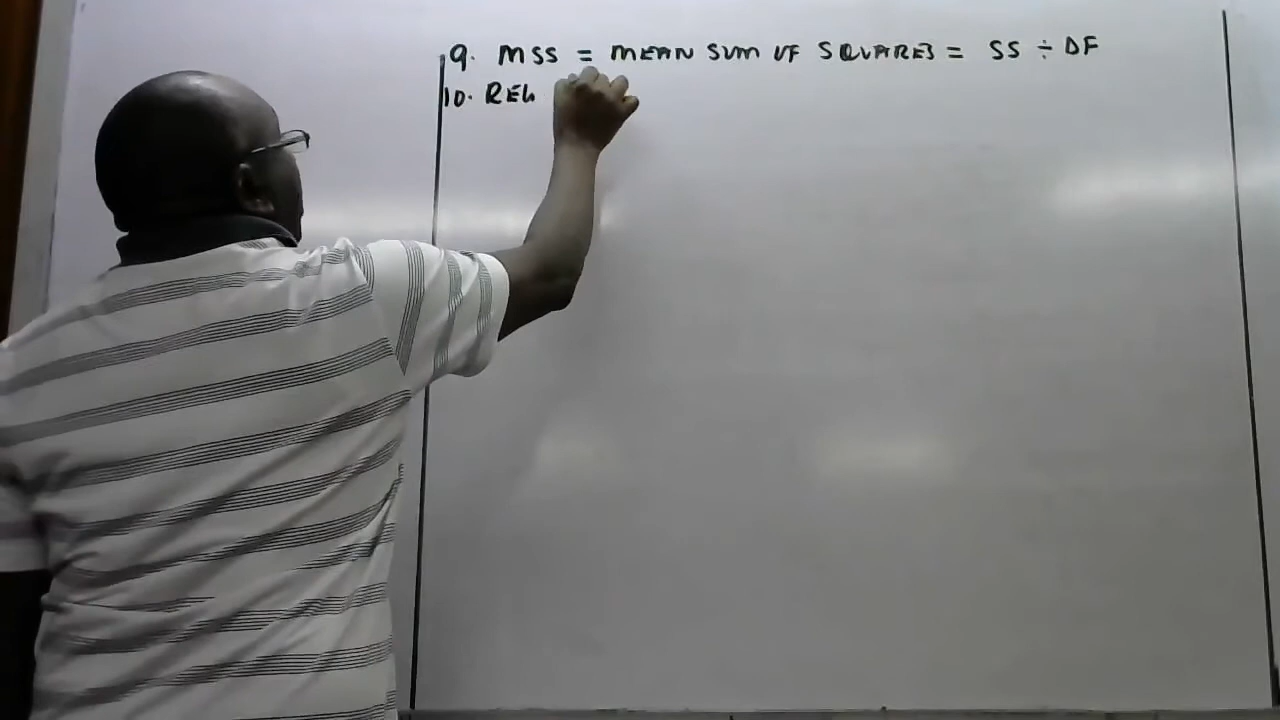 9. MSS = MEAN SUM OF SQUARES = SS ÷ DF
10. REG